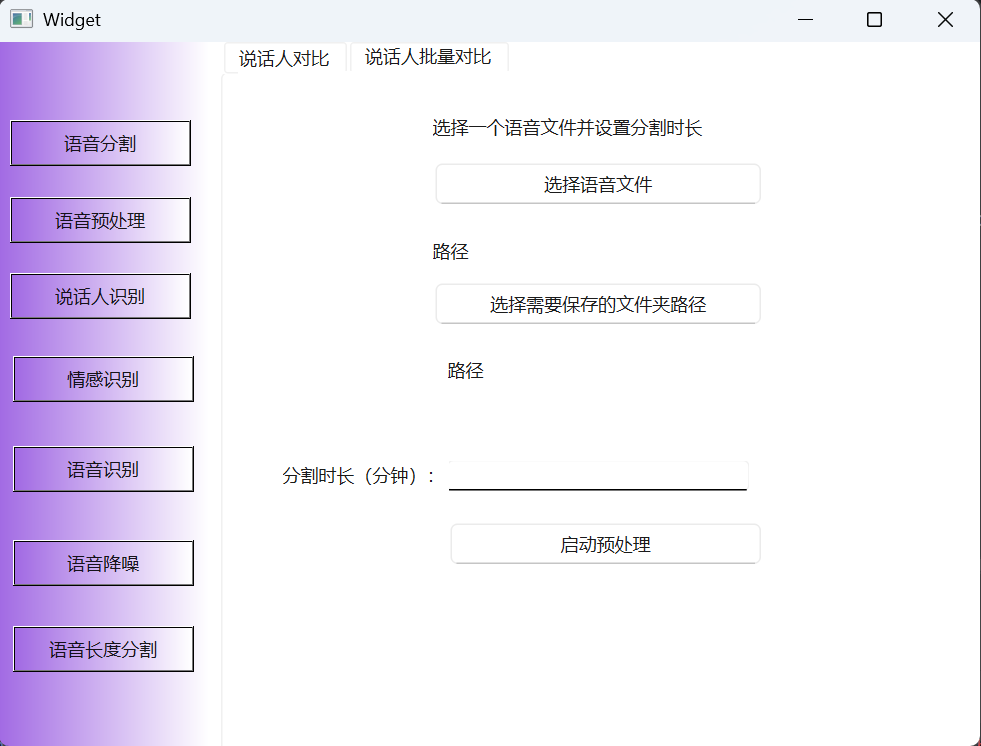 Widget
语音分割
语音预处理
说话人识别
情感识别
语音识别
语音降噪
语音长度分割
说话人对比
说话人批量对比
选择一个语音文件并设置分割时长
选择语音文件
路径
选择需要保存的文件夹路径
路径
分割时长（分钟）：
启动预处理